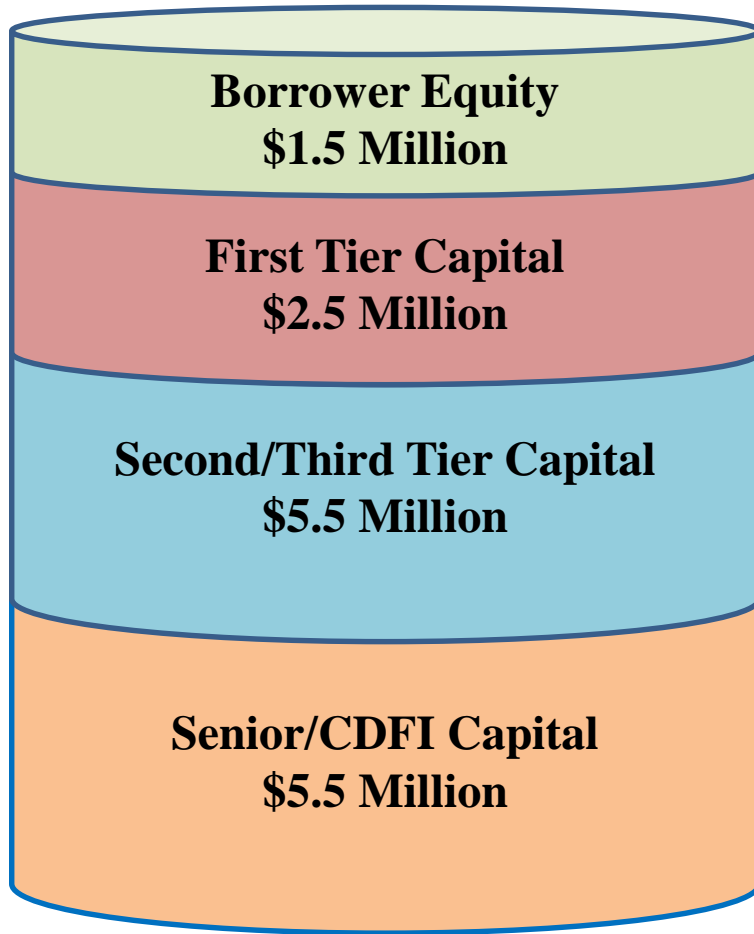 Borrower Equity
$1.5 Million
First Tier Capital
$2.5 Million
Second/Third Tier Capital
$5.5 Million
Senior/CDFI Capital
$5.5 Million